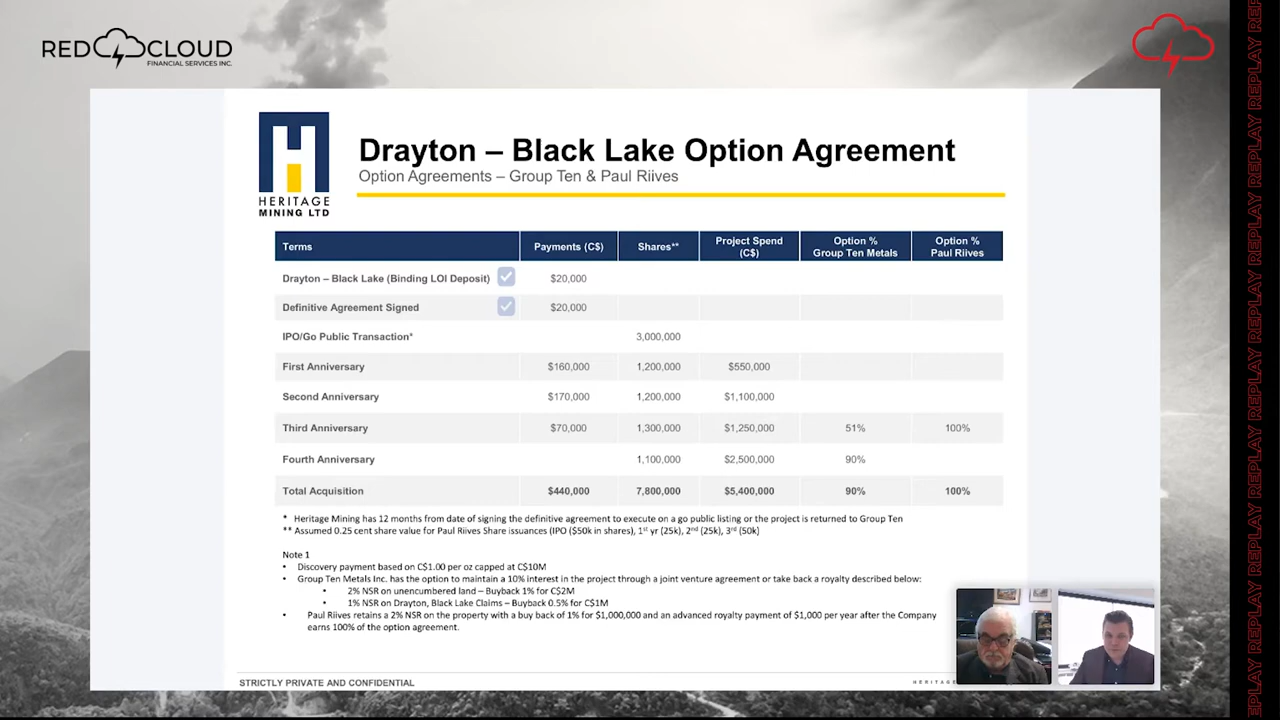 RED CLOUD
FINANCIAL SERVICES INC.
HERITAGE
MINING LTD
Drayton – Black Lake Option Agreement
Option Agreements – Group Ten & Paul Riives
Terms Payments (C$) Shares** Project Spend (C$) Option % Group Ten Metals Option % Paul Riives
Drayton – Black Lake (Binding LOI Deposit) $20,000
Definitive Agreement Signed $20,000
IPO/Go Public Transaction* 3,000,000
First Anniversary $160,000 1,200,000 $550,000
Second Anniversary $170,000 1,200,000 $1,100,000
Third Anniversary $70,000 1,300,000 $1,250,000 51% 100%
Fourth Anniversary 1,100,000 $2,500,000 90%
Total Acquisition $440,000 7,800,000 $5,400,000 90% 100%
* Heritage Mining has 12 months from date of signing the definitive agreement to execute on a go public listing or the project is returned to Group Ten
** Assumed 0.25 cent share value for Paul Riives Share issuances (IPO ($50k in shares), 1st yr (25k), 2nd (25k), 3rd (50k)
Note 1
• Discovery payment based on C$1.00 per oz capped at C$10M
• Group Ten Metals Inc. has the option to maintain a 10% interest in the project through a joint venture agreement or take back a royalty described below:
• 2% NSR on unencumbered land – Buyback 1% for C$2M
• 1% NSR on Drayton, Black Lake Claims – Buyback 0.5% for C$1M
• Paul Riives retains a 2% NSR on the property with a buy back of 1% for $1,000,000 and an advanced royalty payment of $1,000 per year after the Company
earns 100% of the option agreement.
STRICTLY PRIVATE AND CONFIDENTIAL
REPLAY REPLAY REPLAY REPLAY REPLAY REPLAY REPLAY